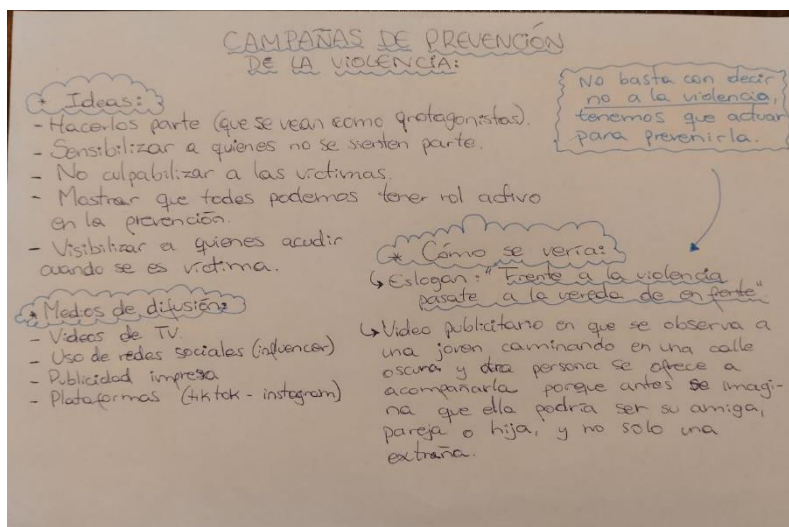 CAMPAÑAS DE PREVENCIÓN
DE LA VIOLENCIA:
* Ideas:
- Hacerlos parte (que se vean como protagonistas).
- Sensibilizar a quienes no se sienten parte.
- No culpabilizar a las víctimas.
- Mostrar que todes podemos tener rol activo
en la prevención.
- Visibilizar a quienes acudir
cuando se es víctima.
* Medios de difusión:
- Videos de TV.
- Uso de redes sociales (influencer)
- Publicidad impresa
- Plataformas (tiktok - instagram)
No basta con decir
no a la violencia,
tenemos que actuar
para prevenirla.
* Cómo se vería:
↳ Eslogan: "Frente a la violencia
pasate a la vereda de en frente"
↳ Video publicitario en que se observa a
una joven caminando en una calle
oscura y otra persona se ofrece a
acompañarla porque antes se imagi-
na que ella podría ser su amiga,
pareja o hija, y no solo una
extraña.